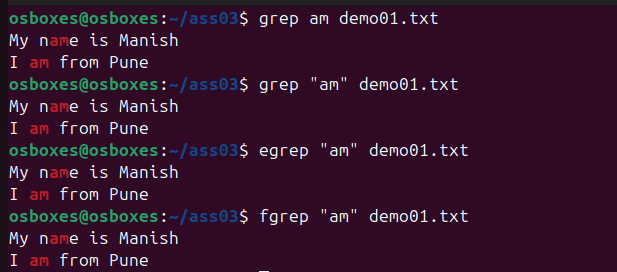 osboxes@osboxes:~/ass03$ grep am demo01.txt
My name is Manish
I am from Pune
osboxes@osboxes:~/ass03$ grep "am" demo01.txt
My name is Manish
I am from Pune
osboxes@osboxes:~/ass03$ egrep "am" demo01.txt
My name is Manish
I am from Pune
osboxes@osboxes:~/ass03$ fgrep "am" demo01.txt
My name is Manish
I am from Pune